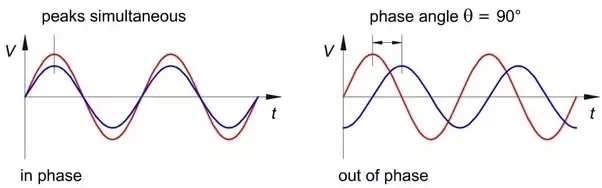 peaks simultaneous
V
t
in phase
phase angle θ = 90°
V
t
out of phase